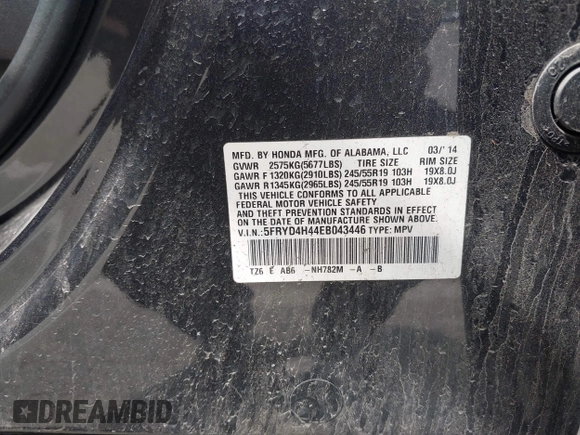 MFD. BY HONDA MFG. OF ALABAMA, LLC 03/'14
GVWR 2575KG(5677LBS) TIRE SIZE RIM SIZE
GAWR F 1320KG(2910LBS) 245/55R19 103H 19X8.0J
GAWR R 1345KG(2965LBS) 245/55R19 103H 19X8.0J
THIS VEHICLE CONFORMS TO ALL APPLICABLE
FEDERAL MOTOR VEHICLE SAFETY
AND THEFT PREVENTION STANDARDS IN EFFECT
ON THE DATE OF MANUFACTURE SHOWN ABOVE.
V.I.N.:5FRYD4H44EB043446 TYPE: MPV
TZ6 E AB6 -NH782M -A -B
DREAMBID